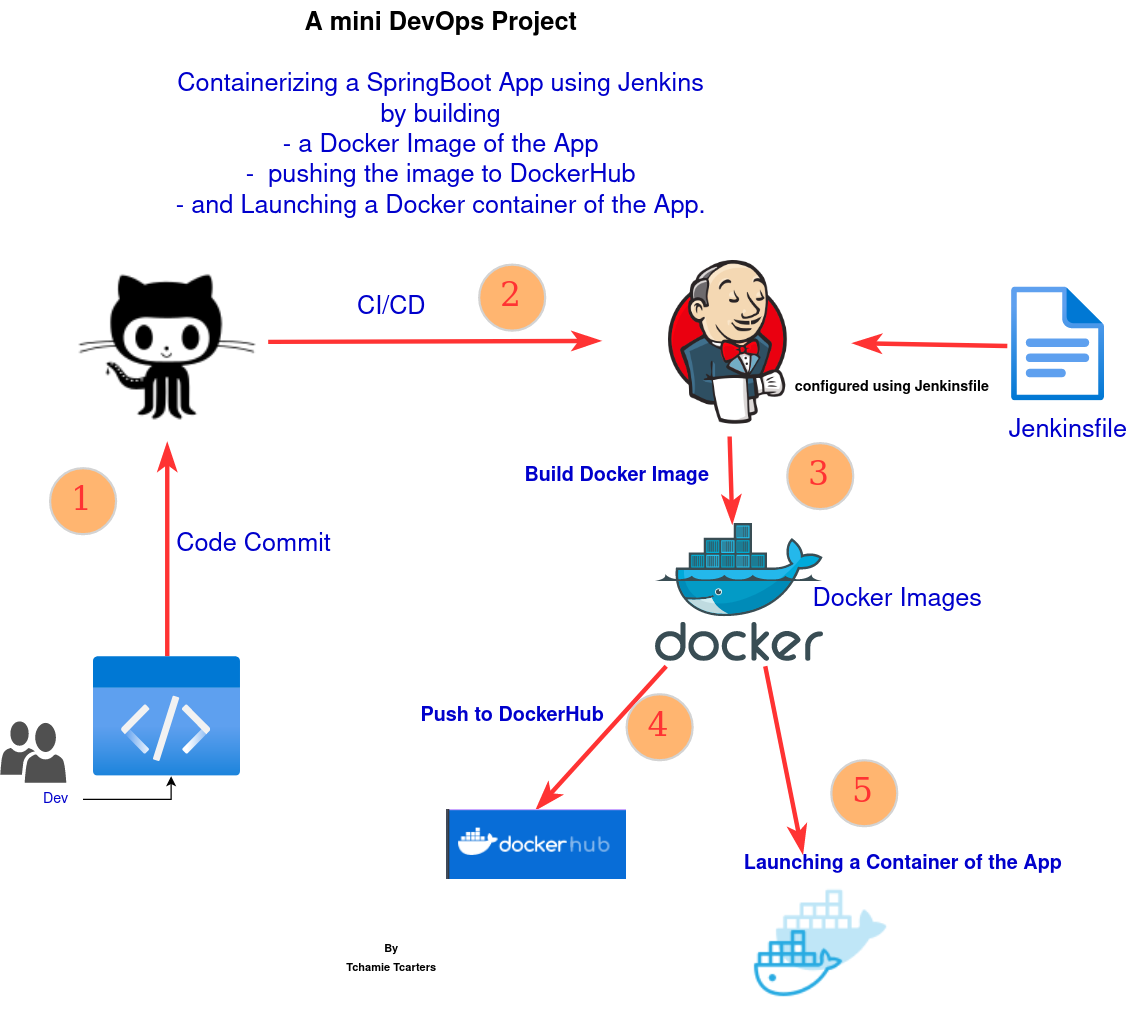 A mini DevOps Project
Containerizing a SpringBoot App using Jenkins
by building
- a Docker Image of the App
- pushing the image to DockerHub
- and Launching a Docker container of the App.
CI/CD
2
configured using Jenkinsfile
Jenkinsfile
Build Docker Image
3
1
Code Commit
Docker Images
docker
Push to DockerHub
4
Dev
5
dockerhub
Launching a Container of the App
By
Tchamie Tcarters